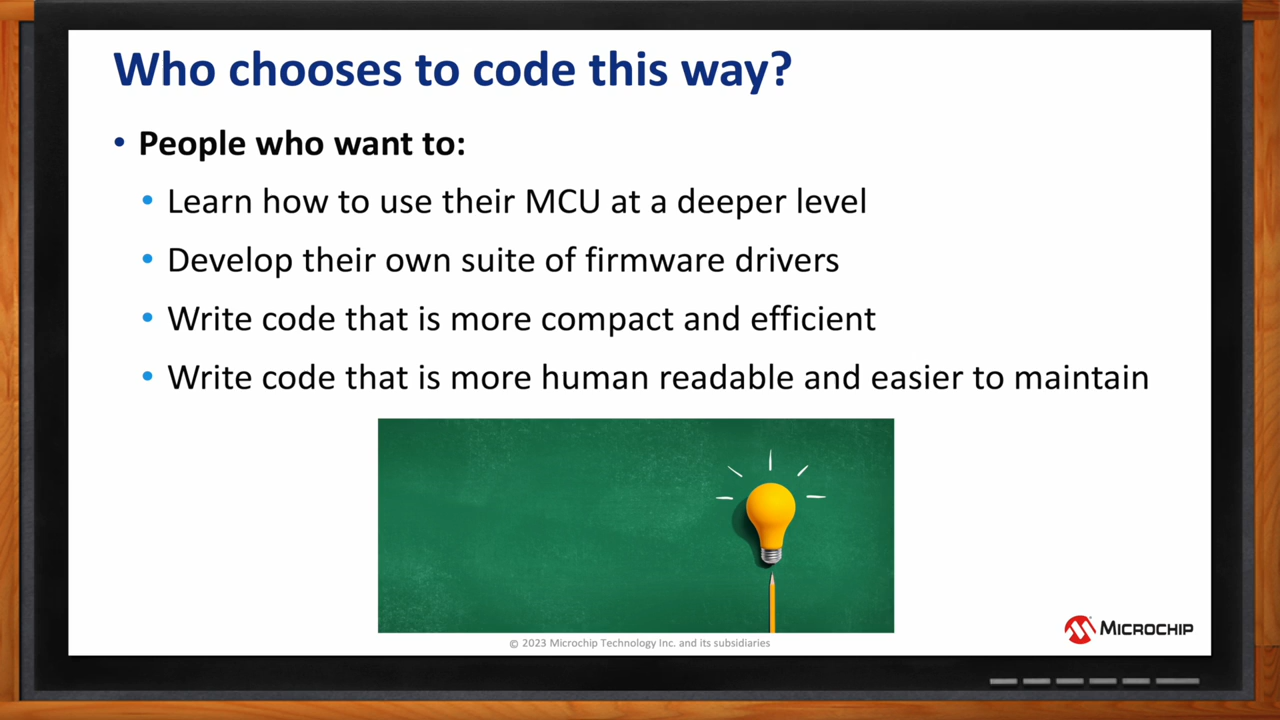 Who chooses to code this way?
• People who want to:
• Learn how to use their MCU at a deeper level
• Develop their own suite of firmware drivers
• Write code that is more compact and efficient
• Write code that is more human readable and easier to maintain
© 2023 Microchip Technology Inc. and its subsidiaries
MICROCHIP